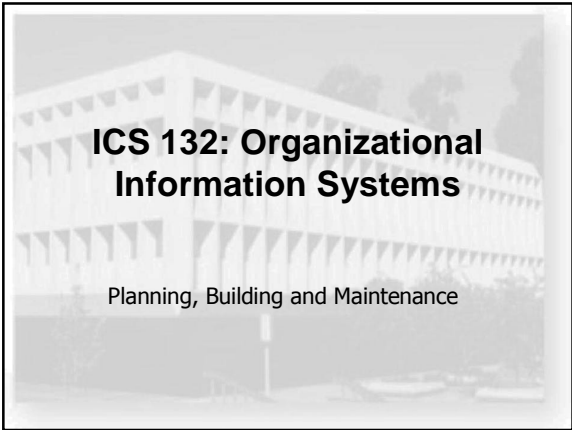 ICS 132: Organizational
Information Systems
Planning, Building and Maintenance